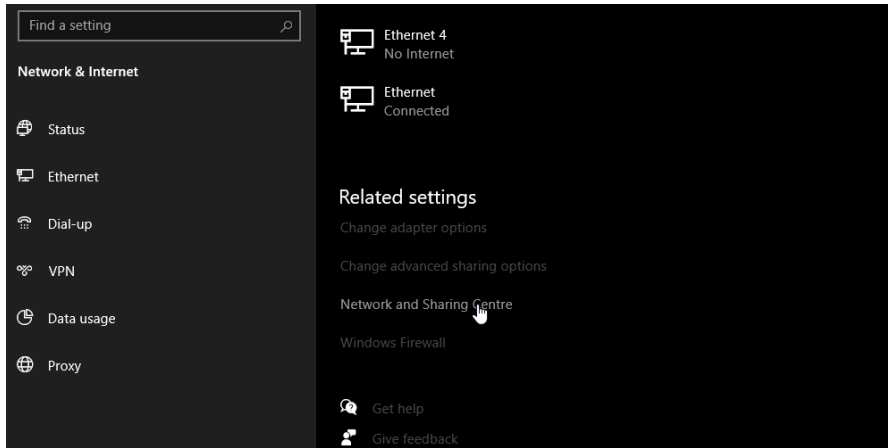 Find a setting
Network & Internet
Status
Ethernet
Dial-up
VPN
Data usage
Proxy
Ethernet 4
No Internet
Ethernet
Connected
Related settings
Change adapter options
Change advanced sharing options
Network and Sharing Centre
Windows Firewall
Get help
Give feedback